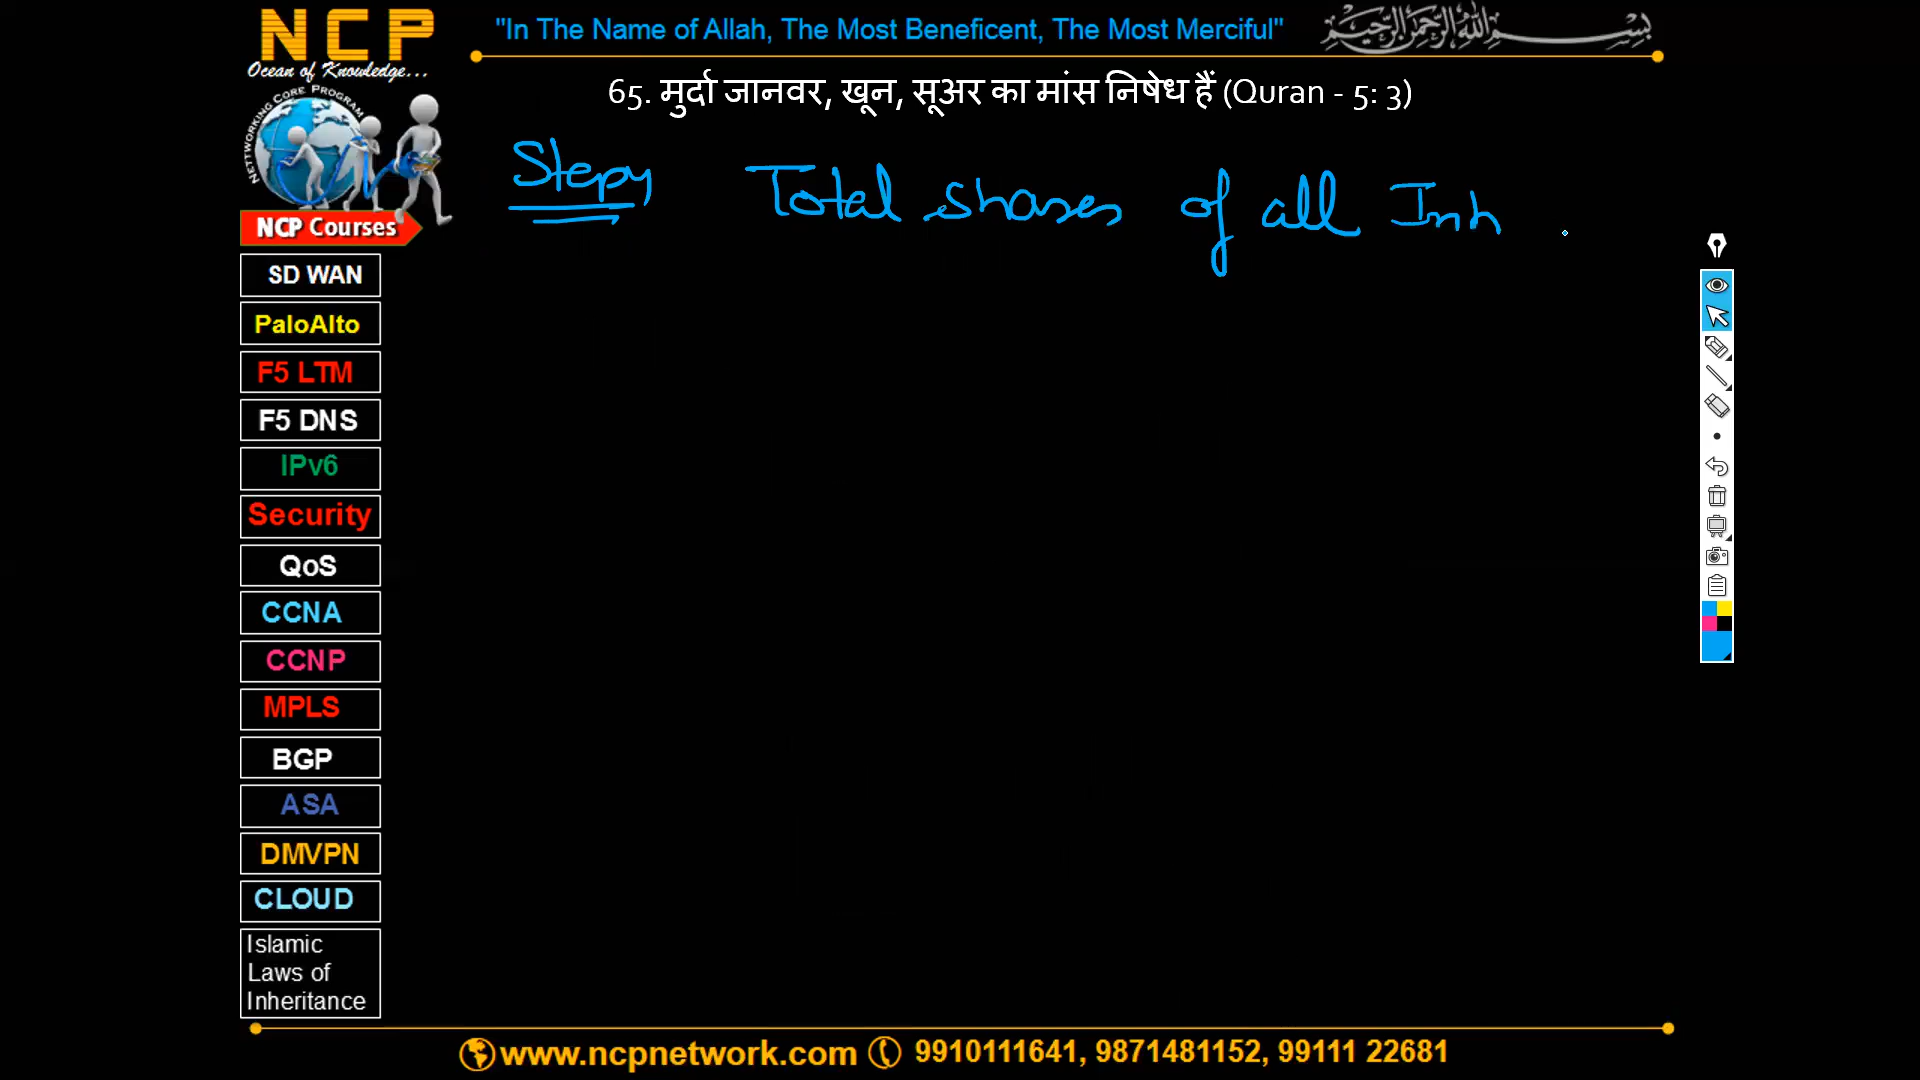 NCP
Ocean of Knowledge...
"In The Name of Allah, The Most Beneficent, The Most Merciful"
بسم الله الرحمن الرحيم
65. मुर्दा जानवर, खून, सूअर का मांस निषेध हैं (Quran - 5: 3)
NETTWORKING CORE PROGRAM
Total shares of all Inh
NCP Courses
SD WAN
PaloAlto
F5 LTM
F5 DNS
IPv6
Security
QoS
CCNA
CCNP
MPLS
BGP
ASA
DMVPN
CLOUD
Islamic
Laws of
Inheritance
www.ncpnetwork.com 9910111641, 9871481152, 99111 22681